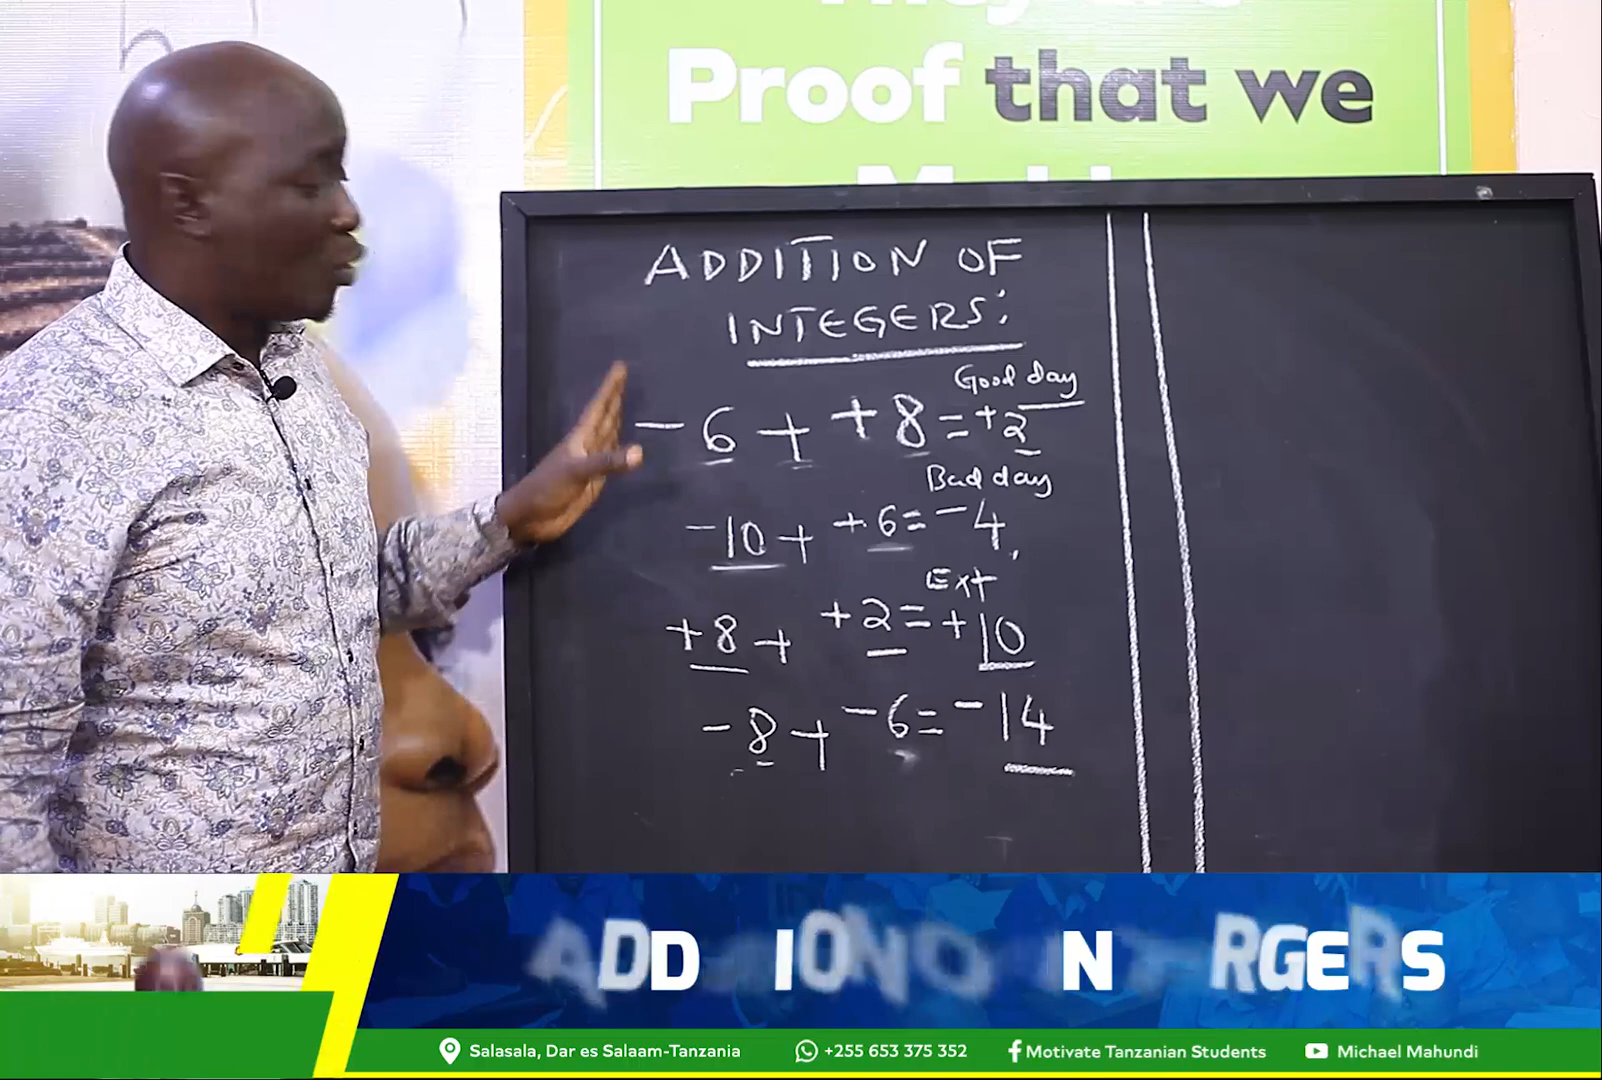 Proof that we
ADDITION OF
INTEGERS:
Good day
-6 + +8 = +2
Bad day
-10 + +6 = -4,
Ext
+8 + +2 = +10
-8 + -6 = -14
Salasala, Dar es Salaam-Tanzania
+255 653 375 352
Motivate Tanzanian Students
Michael Mahundi